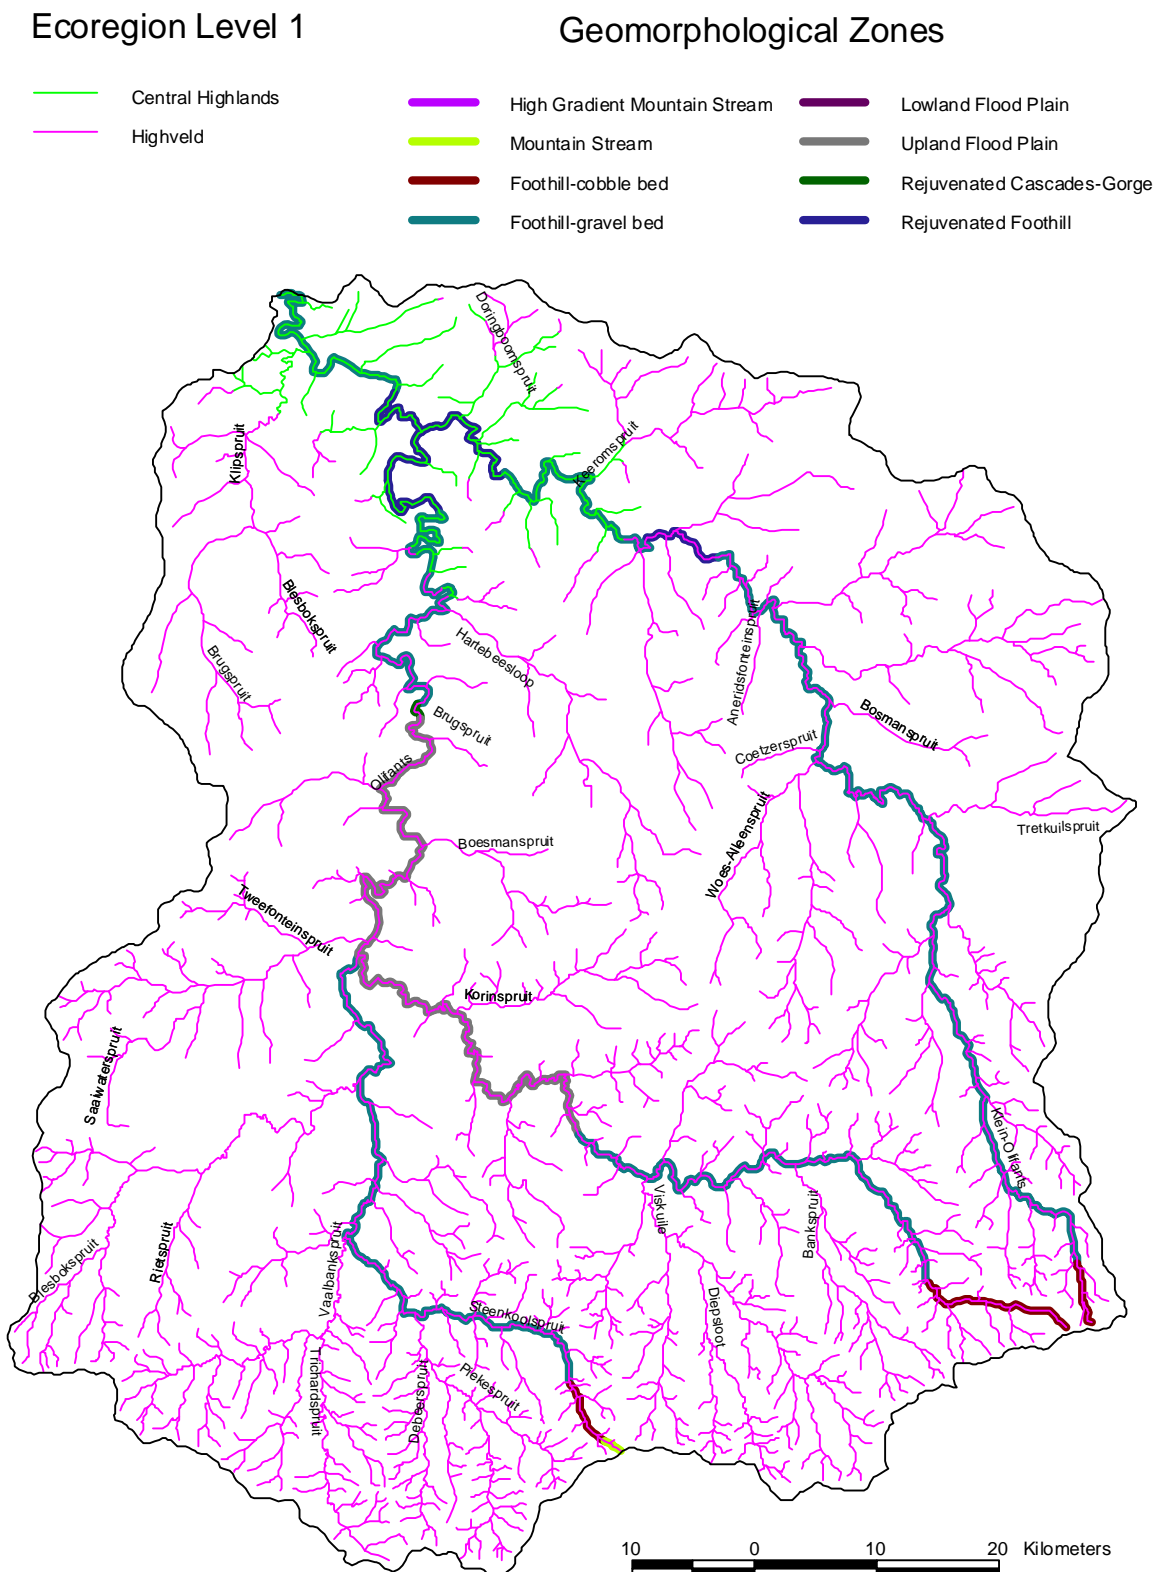 Ecoregion Level 1
Geomorphological Zones
Central Highlands
Highveld
High Gradient Mountain Stream
Mountain Stream
Foothill-cobble bed
Foothill-gravel bed
Lowland Flood Plain
Upland Flood Plain
Rejuvenated Cascades-Gorge
Rejuvenated Foothill
Doringboomspruit
Klipspruit
Keeromspruit
Blesbokspruit
Hartebeesloop
Aneridsfonteinspruit
Brugspruit
Brugspruit
Bosmanspruit
Coetzerspruit
Olifants
Woes-Alleenspruit
Tretkuilspruit
Boesmanspruit
Tweefonteinspruit
Korinspruit
Saaiwaterspruit
Klein-Olifants
Viskuile
Bankspruit
Rietspruit
Vaalbankspruit
Blesbokspruit
Steenkoolspruit
Diepsloot
Trichardspruit
Debeerspruit
Piekespruit
10 0 10 20 Kilometers